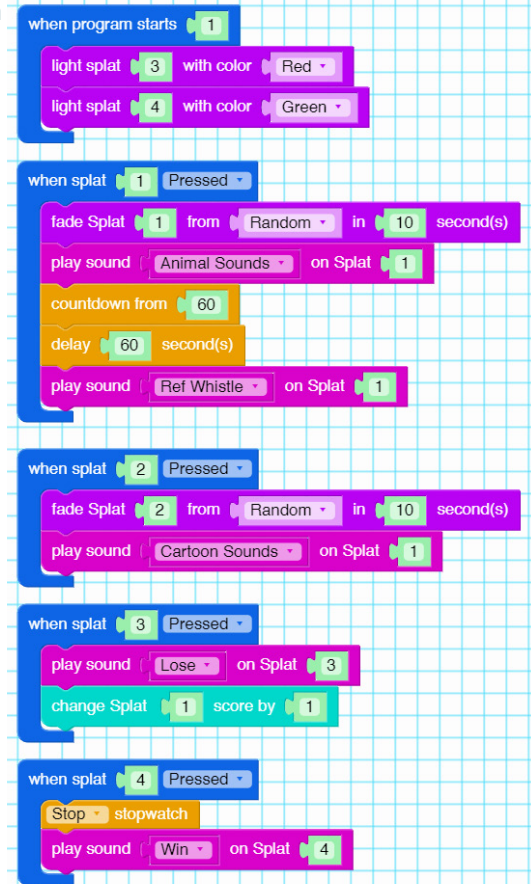 when program starts 1
light splat 3 with color Red
light splat 4 with color Green
when splat 1 Pressed
fade Splat 1 from Random in 10 second(s)
play sound Animal Sounds on Splat 1
countdown from 60
delay 60 second(s)
play sound Ref Whistle on Splat 1
when splat 2 Pressed
fade Splat 2 from Random in 10 second(s)
play sound Cartoon Sounds on Splat 1
when splat 3 Pressed
play sound Lose on Splat 3
change Splat 1 score by 1
when splat 4 Pressed
Stop stopwatch
play sound Win on Splat 4